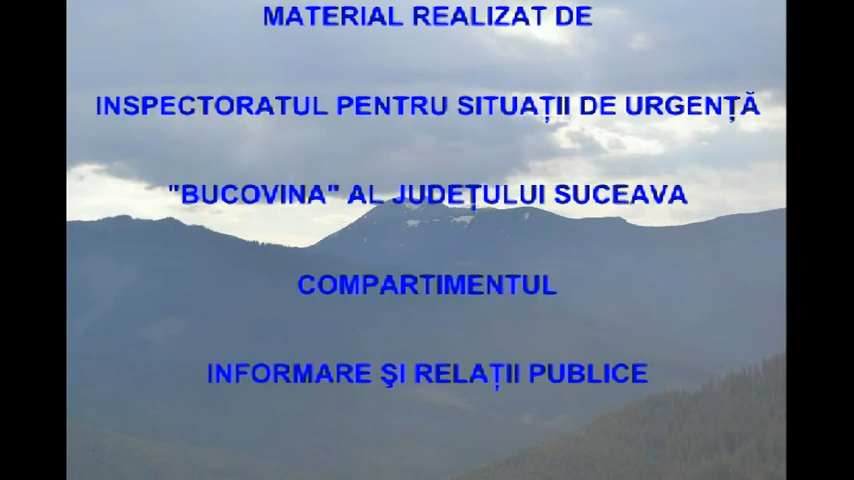 MATERIAL REALIZAT DE
INSPECTORATUL PENTRU SITUAȚII DE URGENȚĂ
"BUCOVINA" AL JUDEȚULUI SUCEAVA
COMPARTIMENTUL
INFORMARE ŞI RELAȚII PUBLICE